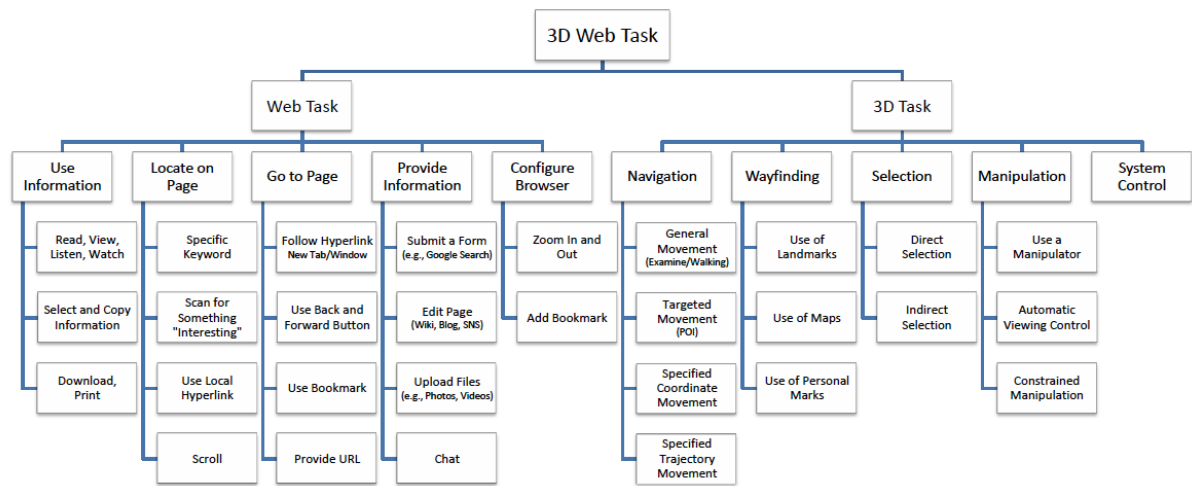 3D Web Task
Web Task
3D Task
Use
Information
Locate on
Page
Go to Page
Provide
Information
Configure
Browser
Navigation
Wayfinding
Selection
Manipulation
System
Control
Read, View,
Listen, Watch
Select and Copy
Information
Download,
Print
Specific
Keyword
Scan for
Something
"Interesting"
Use Local
Hyperlink
Scroll
Follow Hyperlink
New Tab/Window
Use Back and
Forward Button
Use Bookmark
Provide URL
Submit a Form
(e.g., Google Search)
Edit Page
(Wiki, Blog, SNS)
Upload Files
(e.g., Photos, Videos)
Chat
Zoom In and
Out
Add Bookmark
General
Movement
(Examine/Walking)
Targeted
Movement
(POI)
Specified
Coordinate
Movement
Specified
Trajectory
Movement
Use of
Landmarks
Use of Maps
Use of Personal
Marks
Direct
Selection
Indirect
Selection
Use a
Manipulator
Automatic
Viewing Control
Constrained
Manipulation